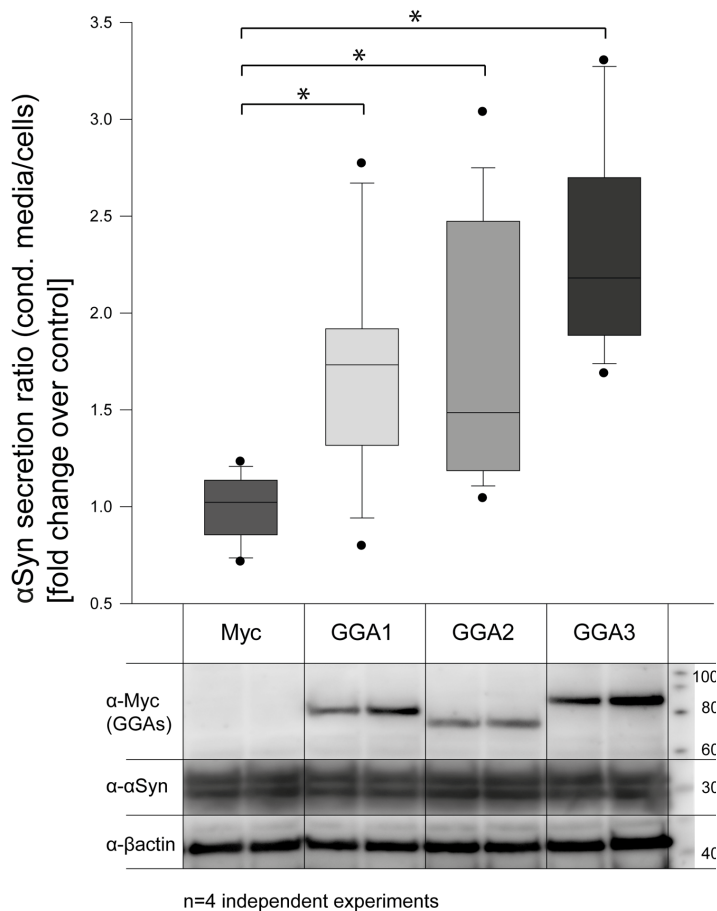 αSyn secretion ratio (cond. media/cells)
[fold change over control]
3.5
3.0
2.5
2.0
1.5
1.0
0.5
*
*
*
Myc GGA1 GGA2 GGA3
α-Myc
(GGAs)
100
80
60
α-αSyn
30
α-βactin
40
n=4 independent experiments